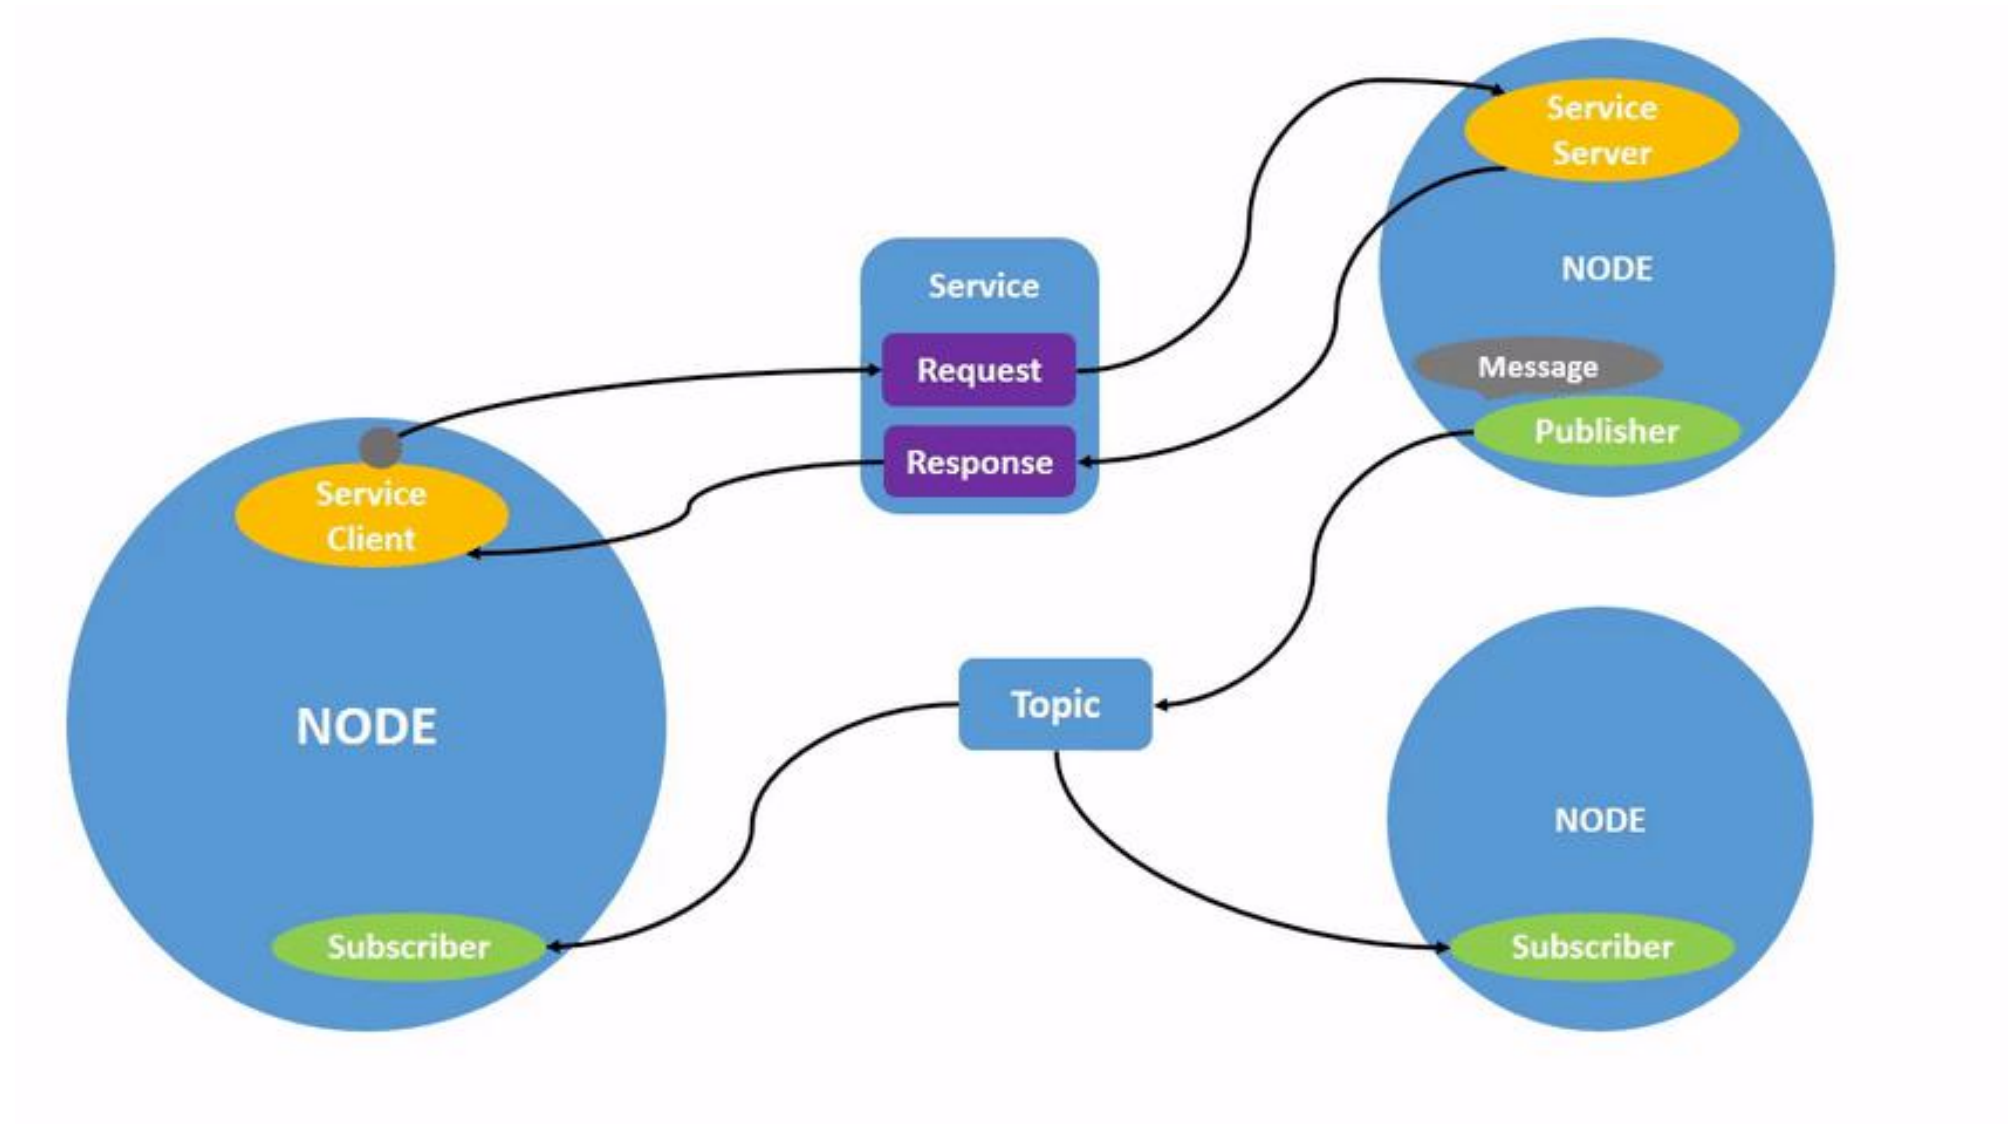 Service
Server
NODE
Message
Publisher
Service
Request
Response
Service
Client
NODE
Subscriber
Topic
NODE
Subscriber